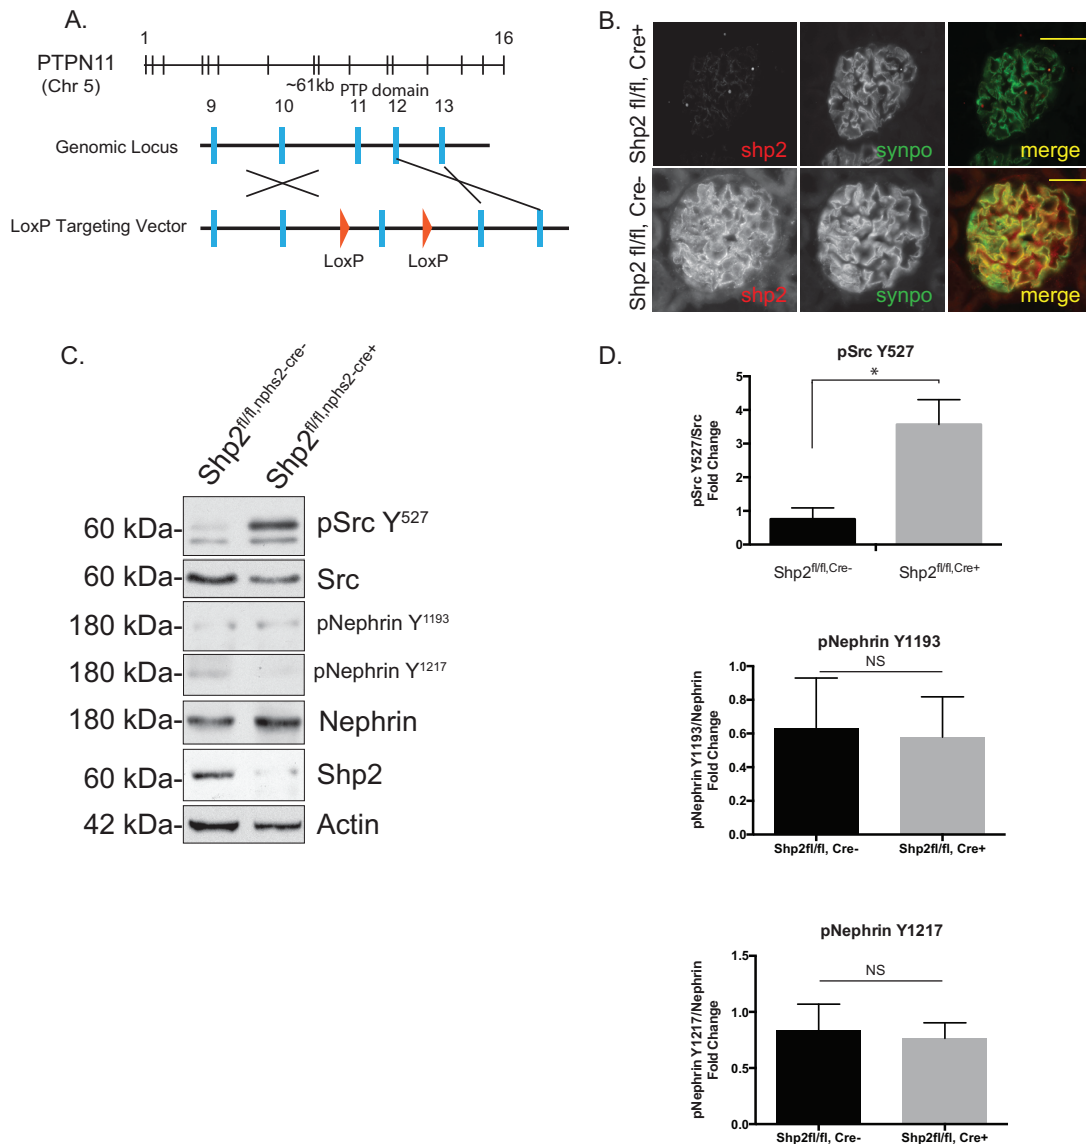 A.
1 16
PTPN11
(Chr 5)
~61kb PTP domain
9 10 11 12 13
Genomic Locus
LoxP Targeting Vector
LoxP LoxP
B.
Shp2 fl/fl, Cre+
shp2 synpo merge
Shp2 fl/fl, Cre-
shp2 synpo merge
C.
Shp2fl/fl,nphs2-cre-
Shp2fl/fl,nphs2-cre+
60 kDa- pSrc Y527
60 kDa- Src
180 kDa- pNephrin Y1193
180 kDa- pNephrin Y1217
180 kDa- Nephrin
60 kDa- Shp2
42 kDa- Actin
D.
pSrc Y527
*
5
4
3
2
1
0
pSrc Y527/Src
Fold Change
Shp2fl/fl,Cre- Shp2fl/fl,Cre+
pNephrin Y1193
NS
1.0
0.8
0.6
0.4
0.2
0.0
pNephrin Y1193/Nephrin
Fold Change
Shp2fl/fl, Cre- Shp2fl/fl, Cre+
pNephrin Y1217
NS
1.5
1.0
0.5
0.0
pNephrin Y1217/Nephrin
Fold Change
Shp2fl/fl, Cre- Shp2fl/fl, Cre+